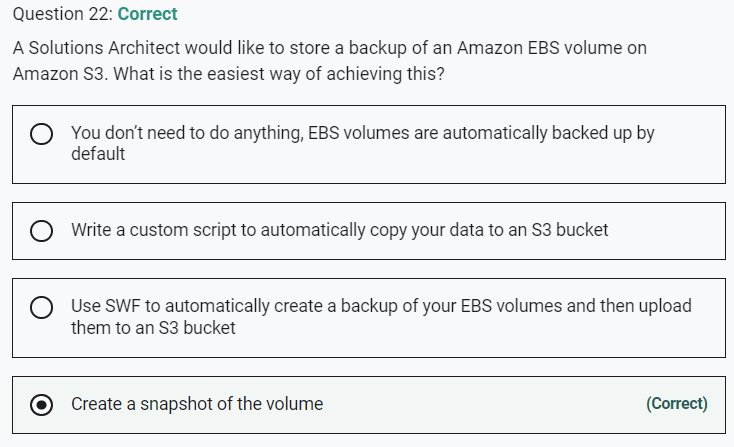 Question 22: Correct
A Solutions Architect would like to store a backup of an Amazon EBS volume on
Amazon S3. What is the easiest way of achieving this?
You don’t need to do anything, EBS volumes are automatically backed up by
default
Write a custom script to automatically copy your data to an S3 bucket
Use SWF to automatically create a backup of your EBS volumes and then upload
them to an S3 bucket
Create a snapshot of the volume (Correct)